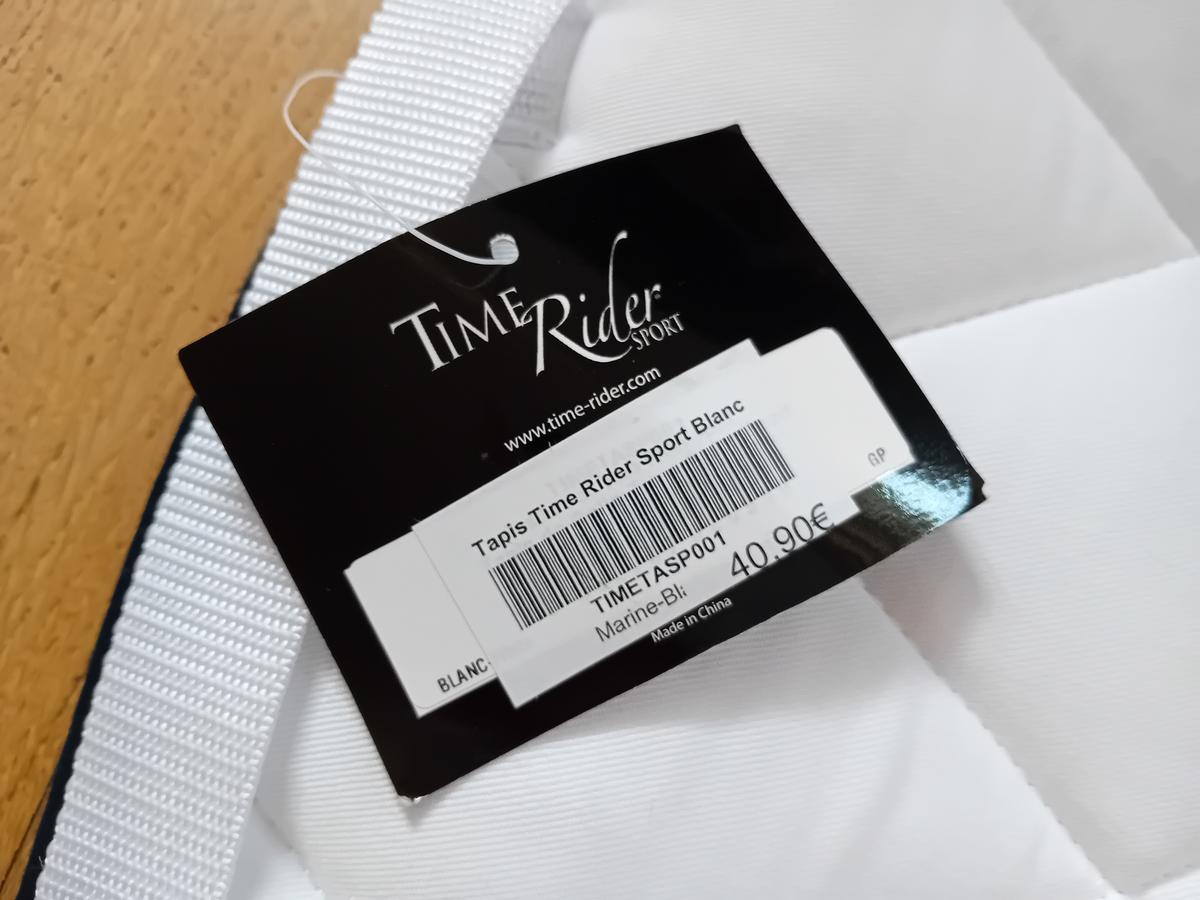 TIME Rider SPORT
www.time-rider.com
Tapis Time Rider Sport Blanc
GP
TIMETASP001
40.90€
Marine-Bl
BLANC-
Made in China